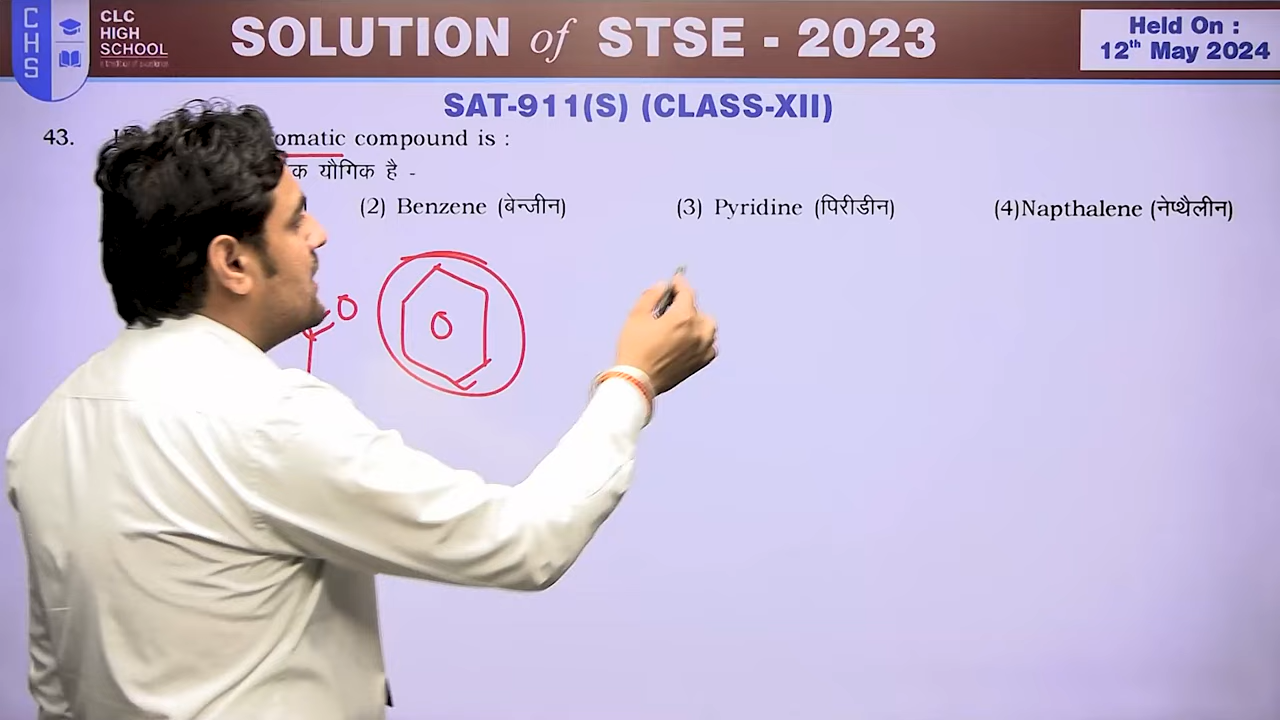 CHS
CLC
HIGH
SCHOOL
SOLUTION of STSE - 2023
Held On :
12th May 2024
SAT-911(S) (CLASS-XII)
43. omatic compound is :
क यौगिक है -
(2) Benzene (बेन्जीन) (3) Pyridine (पिरीडीन) (4)Napthalene (नेप्थैलीन)
O
O